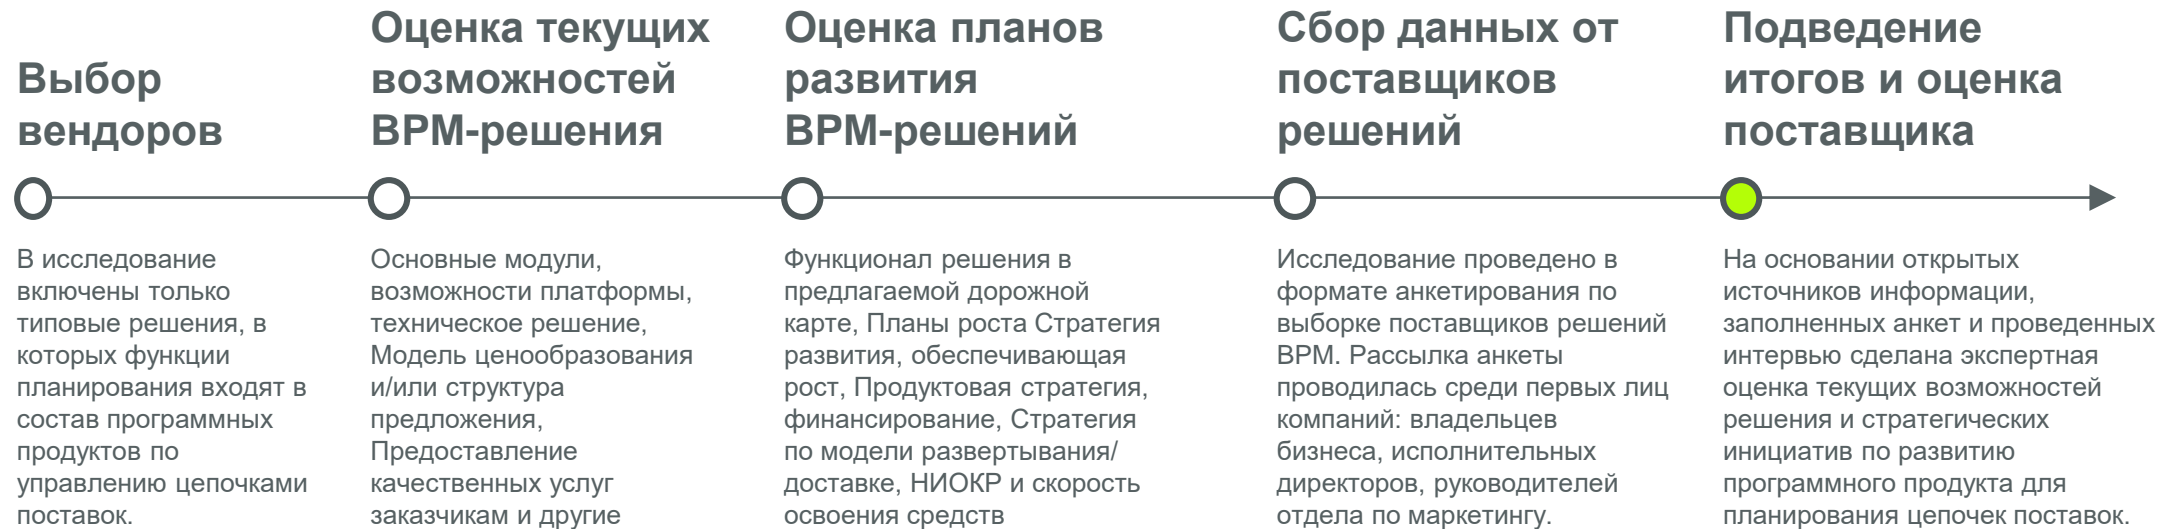 Выбор
вендоров
В исследование
включены только
типовые решения, в
которых функции
планирования входят в
состав программных
продуктов по
управлению цепочками
поставок.
Оценка текущих
возможностей
BPM-решения
Основные модули,
возможности платформы,
техническое решение,
Модель ценообразования
и/или структура
предложения,
Предоставление
качественных услуг
заказчикам и другие
Оценка планов
развития
BPM-решений
Функционал решения в
предлагаемой дорожной
карте, Планы роста Стратегия
развития, обеспечивающая
рост, Продуктовая стратегия,
финансирование, Стратегия
по модели развертывания/
доставке, НИОКР и скорость
освоения средств
Сбор данных от
поставщиков
решений
Исследование проведено в
формате анкетирования по
выборке поставщиков решений
BPM. Рассылка анкеты
проводилась среди первых лиц
компаний: владельцев
бизнеса, исполнительных
директоров, руководителей
отдела по маркетингу.
Подведение
итогов и оценка
поставщика
На основании открытых
источников информации,
заполненных анкет и проведенных
интервью сделана экспертная
оценка текущих возможностей
решения и стратегических
инициатив по развитию
программного продукта для
планирования цепочек поставок.